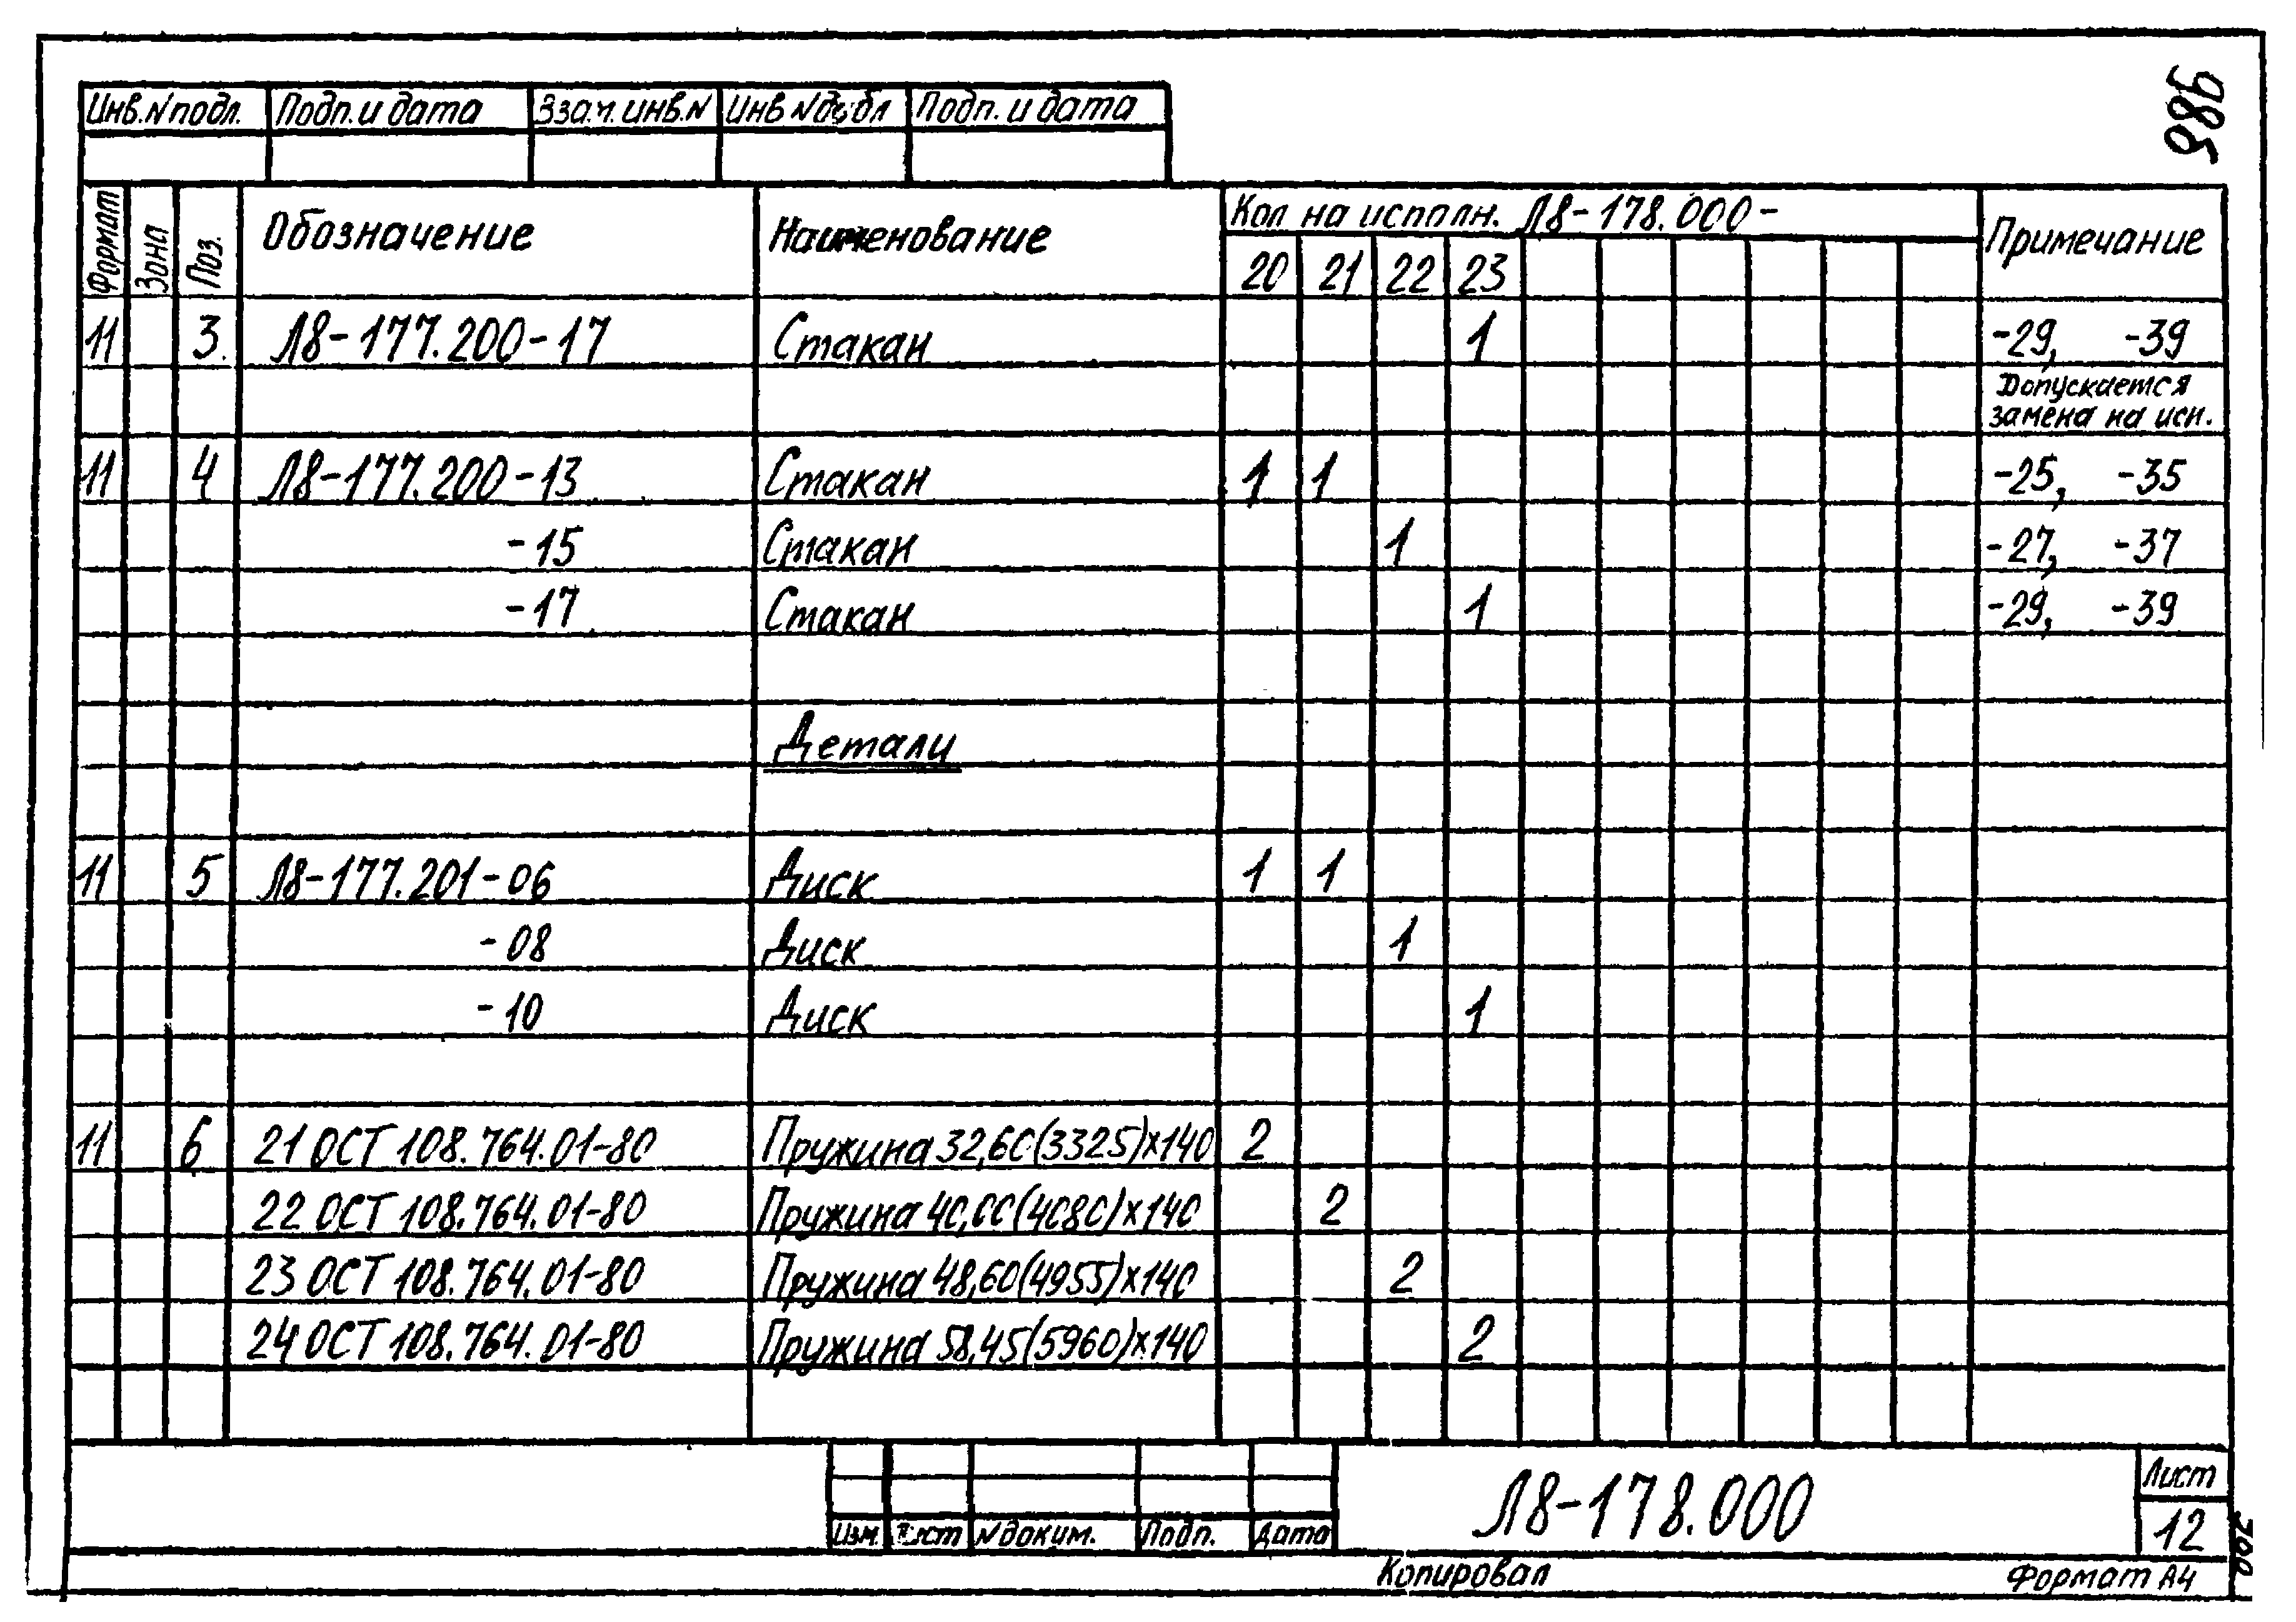 986
Инв.N подл. Подп. и дата Взам. инв.N Инв N дубл Подп. и дата
Формат Зона Поз. Обозначение Наименование Кол на исполн. Л8-178.000- Примечание
20 21 22 23
11 3. Л8-177.200-17 Стакан 1 -29, -39
Допускается
замена на исп.
11 4 Л8-177.200-13 Стакан 1 1 -25, -35
-15 Стакан 1 -27, -37
-17 Стакан 1 -29, -39
Детали
11 5 Л8-177.201-06 Диск 1 1
-08 Диск 1
-10 Диск 1
11 6 21 ОСТ 108.764.01-80 Пружина 32,60(3325)х140 2
22 ОСТ 108.764.01-80 Пружина 40,00(4080)х140 2
23 ОСТ 108.764.01-80 Пружина 48,60(4955)х140 2
24 ОСТ 108.764.01-80 Пружина 58,45(5960)х140 2
Изм. Лист N докум. Подп. Дата
Л8-178.000
Лист
12
Копировал Формат А4